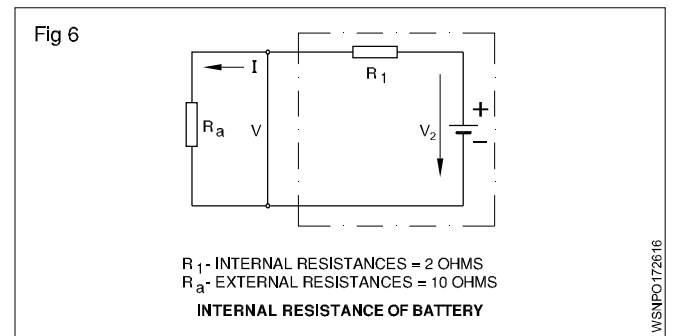 Fig 6
I
R1
Ra
V
V2
+
–
R1- INTERNAL RESISTANCES = 2 OHMS
Ra- EXTERNAL RESISTANCES = 10 OHMS
INTERNAL RESISTANCE OF BATTERY
WSNPO172616